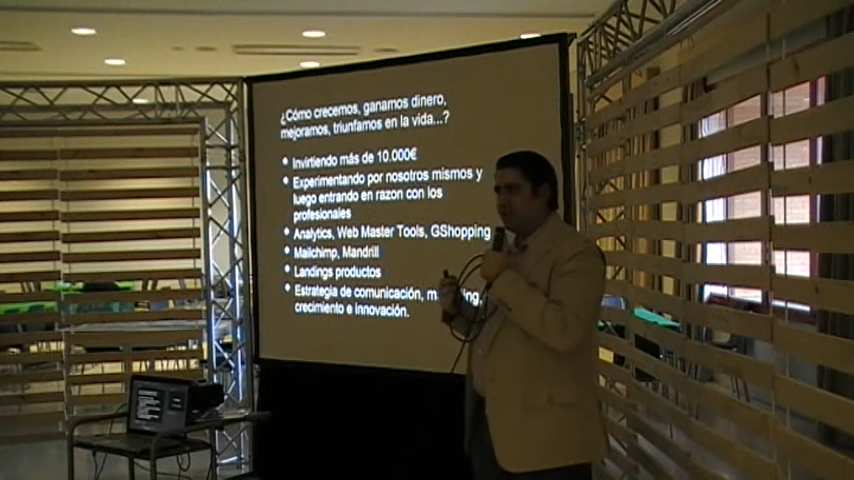 ¿Cómo crecemos, ganamos dinero,
mejoramos, triunfamos en la vida...?
Invirtiendo más de 10.000€
Experimentando por nosotros mismos y
luego entrando en razon con los
profesionales
Analytics, Web Master Tools, GShopping
Mailchimp, Mandrill
Landings productos
Estrategia de comunicación,
crecimiento e innovación.